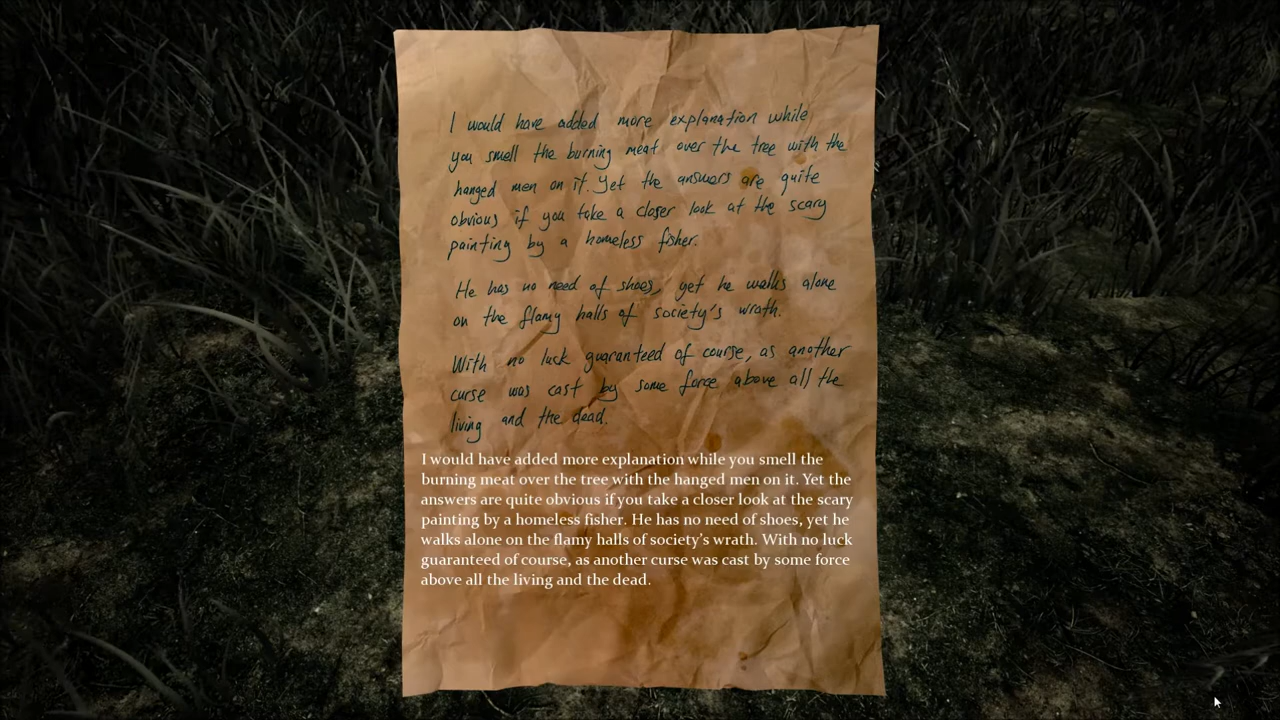 I would have added more explanation while
you smell the burning meat over the tree with the
hanged men on it. Yet the answers are quite
obvious if you take a closer look at the scary
painting by a homeless fisher.
He has no need of shoes, yet he walks alone
on the flamy halls of society's wrath.
With no luck guaranteed of course, as another
curse was cast by some force above all the
living and the dead.
I would have added more explanation while you smell the
burning meat over the tree with the hanged men on it. Yet the
answers are quite obvious if you take a closer look at the scary
painting by a homeless fisher. He has no need of shoes, yet he
walks alone on the flamy halls of society's wrath. With no luck
guaranteed of course, as another curse was cast by some force
above all the living and the dead.